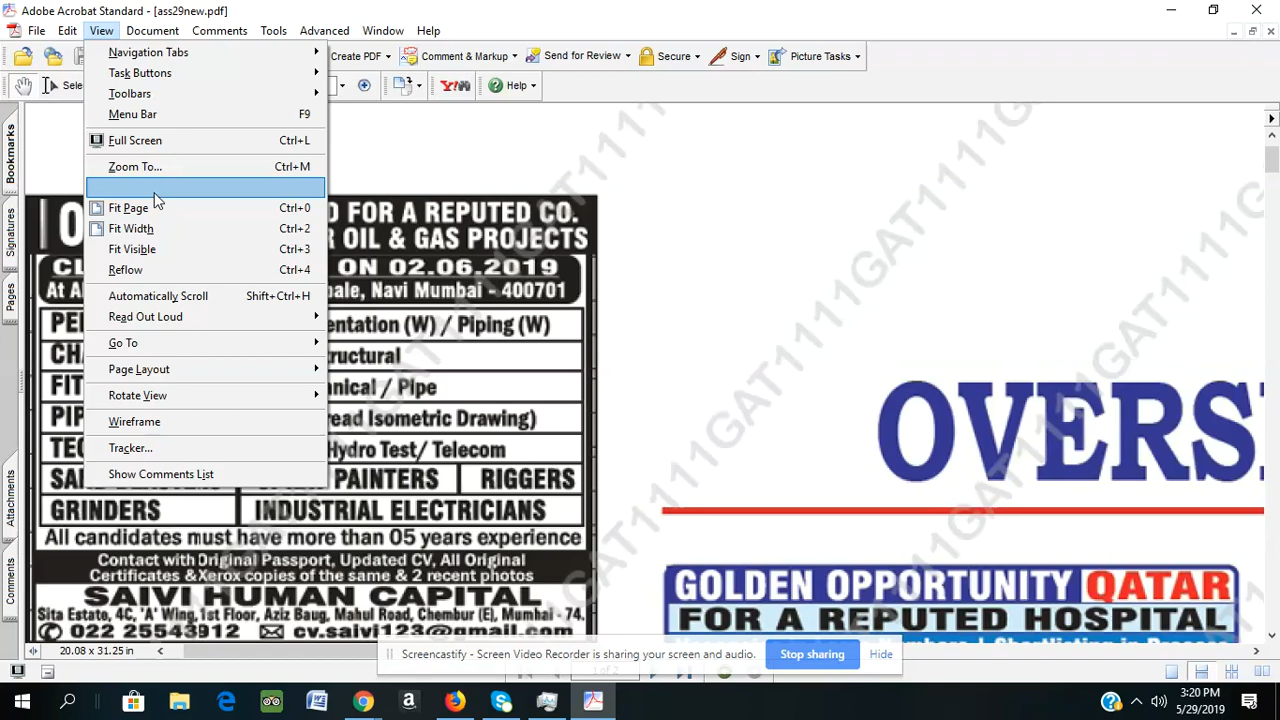 Adobe Acrobat Standard - [ass29new.pdf]
File Edit View Document Comments Tools Advanced Window Help
Create PDF Comment & Markup Send for Review Secure Sign Picture Tasks
Help
Navigation Tabs
Task Buttons
Toolbars
Menu Bar F9
Full Screen Ctrl+L
Zoom To... Ctrl+M
Fit Page Ctrl+0
Fit Width Ctrl+2
Fit Visible Ctrl+3
Reflow Ctrl+4
Automatically Scroll Shift+Ctrl+H
Read Out Loud
Go To
Page Layout
Rotate View
Wireframe
Tracker...
Show Comments List
Bookmarks
Signatures
Pages
Attachments
Comments
FOR A REPUTED CO.
OIL & GAS PROJECTS
ON 02.06.2019
Navi Mumbai - 400701
(W) / Piping (W)
/ Pipe
Isometric Drawing)
Hydro Test/ Telecom
PAINTERS RIGGERS
GRINDERS INDUSTRIAL ELECTRICIANS
All candidates must have more than 05 years experience
Contact with Original Passport, Updated CV, All Original
Certificates & Xerox copies of the same & 2 recent photos
SAIVI HUMAN CAPITAL
Sita Estate, 4C, 'A' Wing, 1st Floor, Aziz Baug, Mahul Road, Chembur (E), Mumbai - 74.
022 25543912 cv.saivi123@gmail.com
OVERS
GOLDEN OPPORTUNITY QATAR
FOR A REPUTED HOSPITAL
20.08 x 31.25 in
1 of 2
Screencastify - Screen Video Recorder is sharing your screen and audio. Stop sharing Hide
3:20 PM
5/29/2019